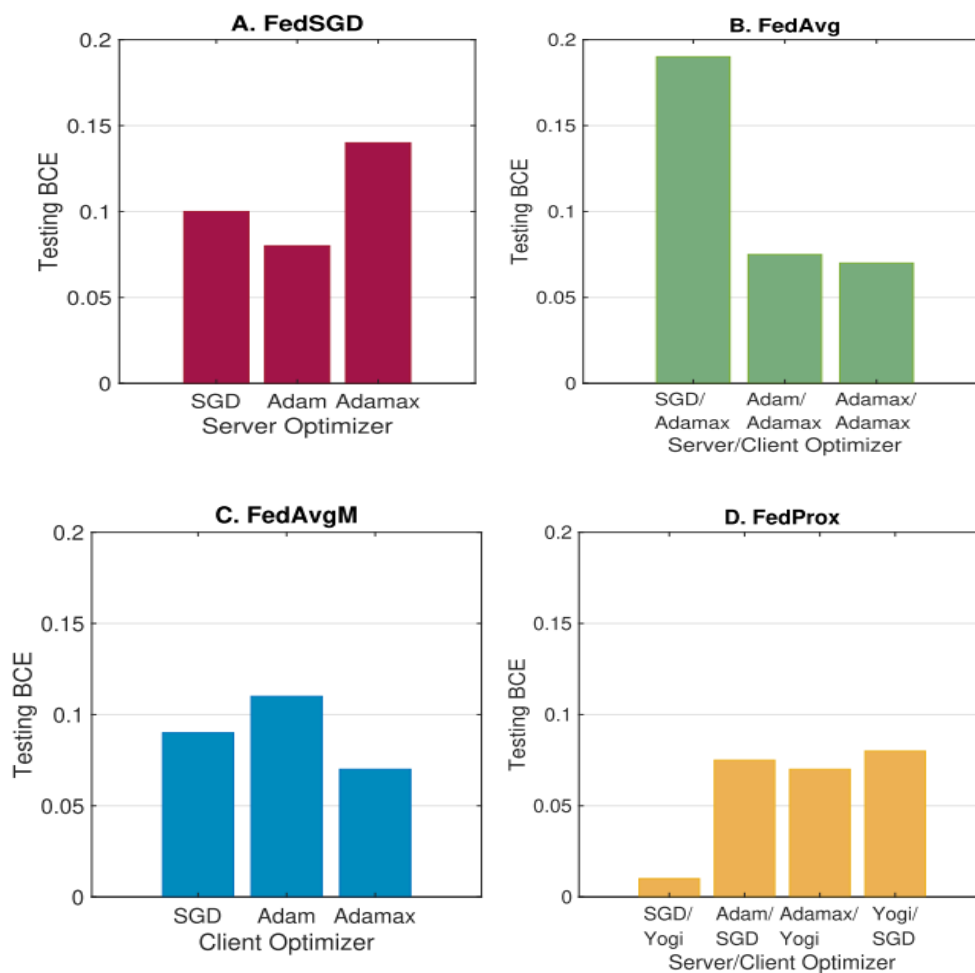 A. FedSGD
0.2
0.15
0.1
0.05
0
Testing BCE
SGD Adam Adamax
Server Optimizer
B. FedAvg
0.2
0.15
0.1
0.05
0
Testing BCE
SGD/ Adam/ Adamax/
Adamax Adamax Adamax
Server/Client Optimizer
C. FedAvgM
0.2
0.15
0.1
0.05
0
Testing BCE
SGD Adam Adamax
Client Optimizer
D. FedProx
0.2
0.15
0.1
0.05
0
Testing BCE
SGD/ Adam/ Adamax/ Yogi/
Yogi SGD Yogi SGD
Server/Client Optimizer